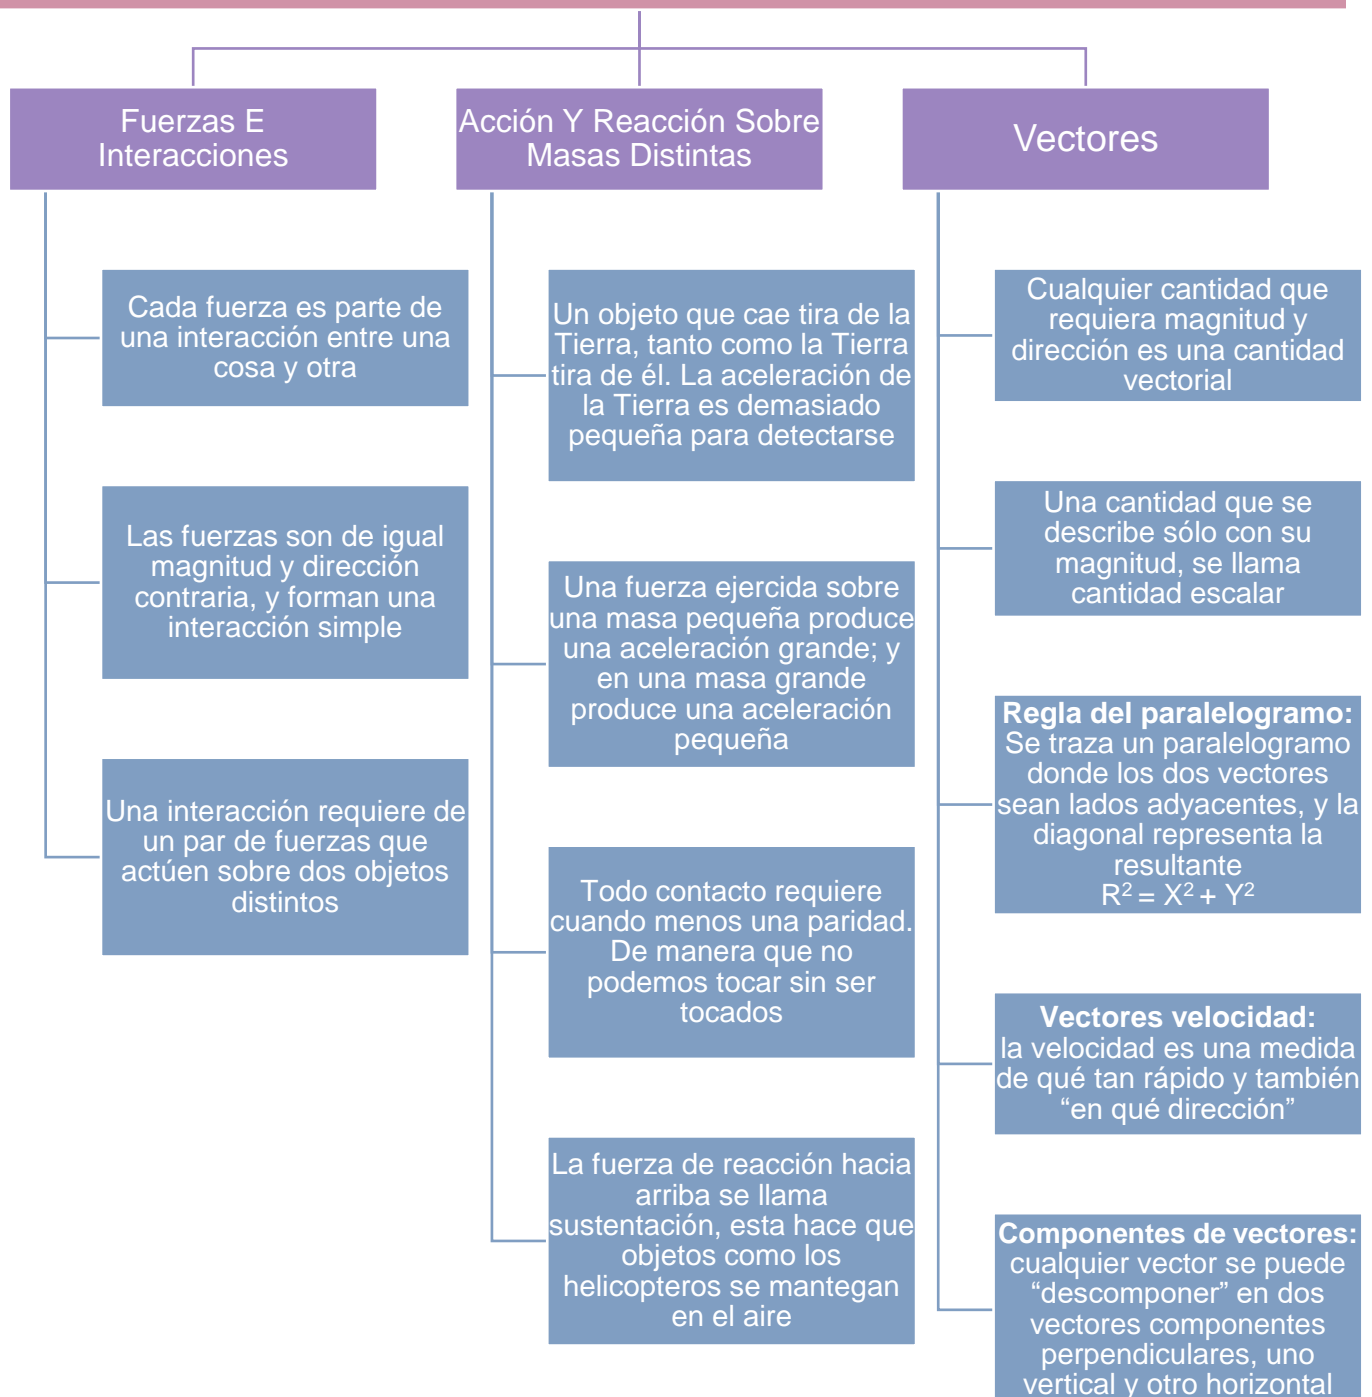 Fuerzas E
Interacciones
Cada fuerza es parte de
una interacción entre una
cosa y otra
Las fuerzas son de igual
magnitud y dirección
contraria, y forman una
interacción simple
Una interacción requiere de
un par de fuerzas que
actúen sobre dos objetos
distintos
Acción Y Reacción Sobre
Masas Distintas
Un objeto que cae tira de la
Tierra, tanto como la Tierra
tira de él. La aceleración de
la Tierra es demasiado
pequeña para detectarse
Una fuerza ejercida sobre
una masa pequeña produce
una aceleración grande; y
en una masa grande
produce una aceleración
pequeña
Todo contacto requiere
cuando menos una paridad.
De manera que no
podemos tocar sin ser
tocados
La fuerza de reacción hacia
arriba se llama
sustentación, esta hace que
objetos como los
helicopteros se mantegan
en el aire
Vectores
Cualquier cantidad que
requiera magnitud y
dirección es una cantidad
vectorial
Una cantidad que se
describe sólo con su
magnitud, se llama
cantidad escalar
Regla del paralelogramo:
Se traza un paralelogramo
donde los dos vectores
sean lados adyacentes, y la
diagonal representa la
resultante
R² = X² + Y²
Vectores velocidad:
la velocidad es una medida
de qué tan rápido y también
“en qué dirección”
Componentes de vectores:
cualquier vector se puede
“descomponer” en dos
vectores componentes
perpendiculares, uno
vertical y otro horizontal